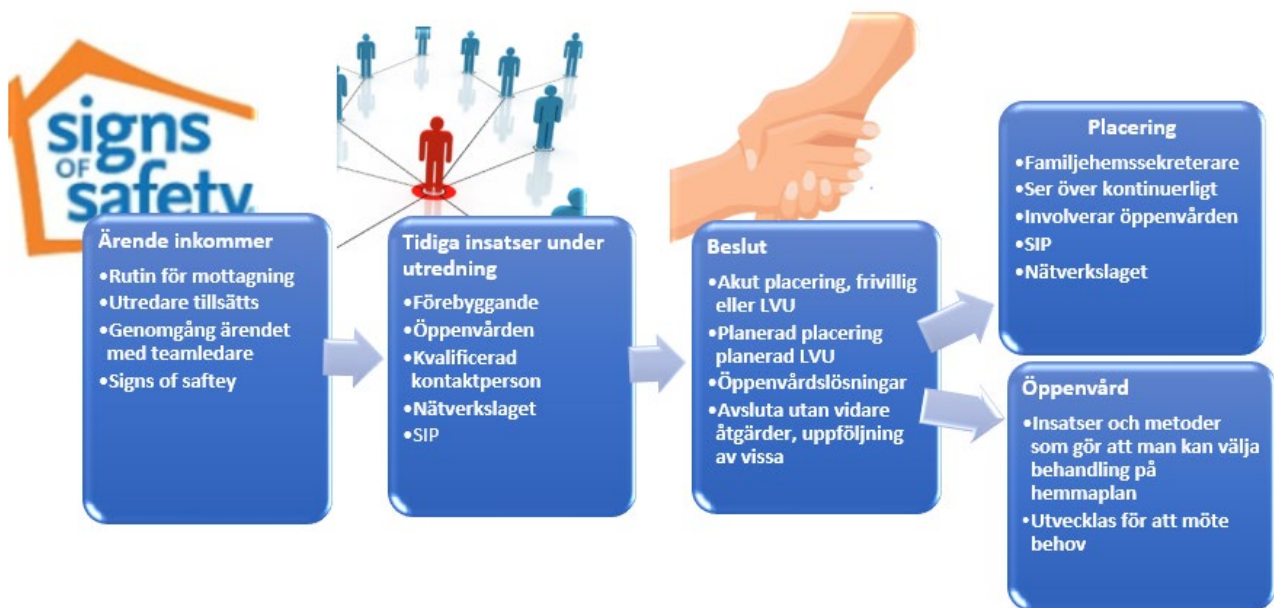 signs
OF
safety
Ärende inkommer
•Rutin för mottagning
•Utredare tillsätts
•Genomgång ärendet
med teamledare
•Signs of saftey
Tidiga insatser under
utredning
•Förebyggande
•Öppenvården
•Kvalificerad
kontaktperson
•Nätverkslaget
•SIP
Beslut
•Akut placering, frivillig
eller LVU
•Planerad placering
planerad LVU
•Öppenvårdslösningar
•Avsluta utan vidare
åtgärder, uppföljning
av vissa
Placering
•Familjehemssekreterare
•Ser över kontinuerligt
•Involverar öppenvården
•SIP
•Nätverkslaget
Öppenvård
•Insatser och metoder
som gör att man kan välja
behandling på
hemmaplan
•Utvecklas för att möte
behov